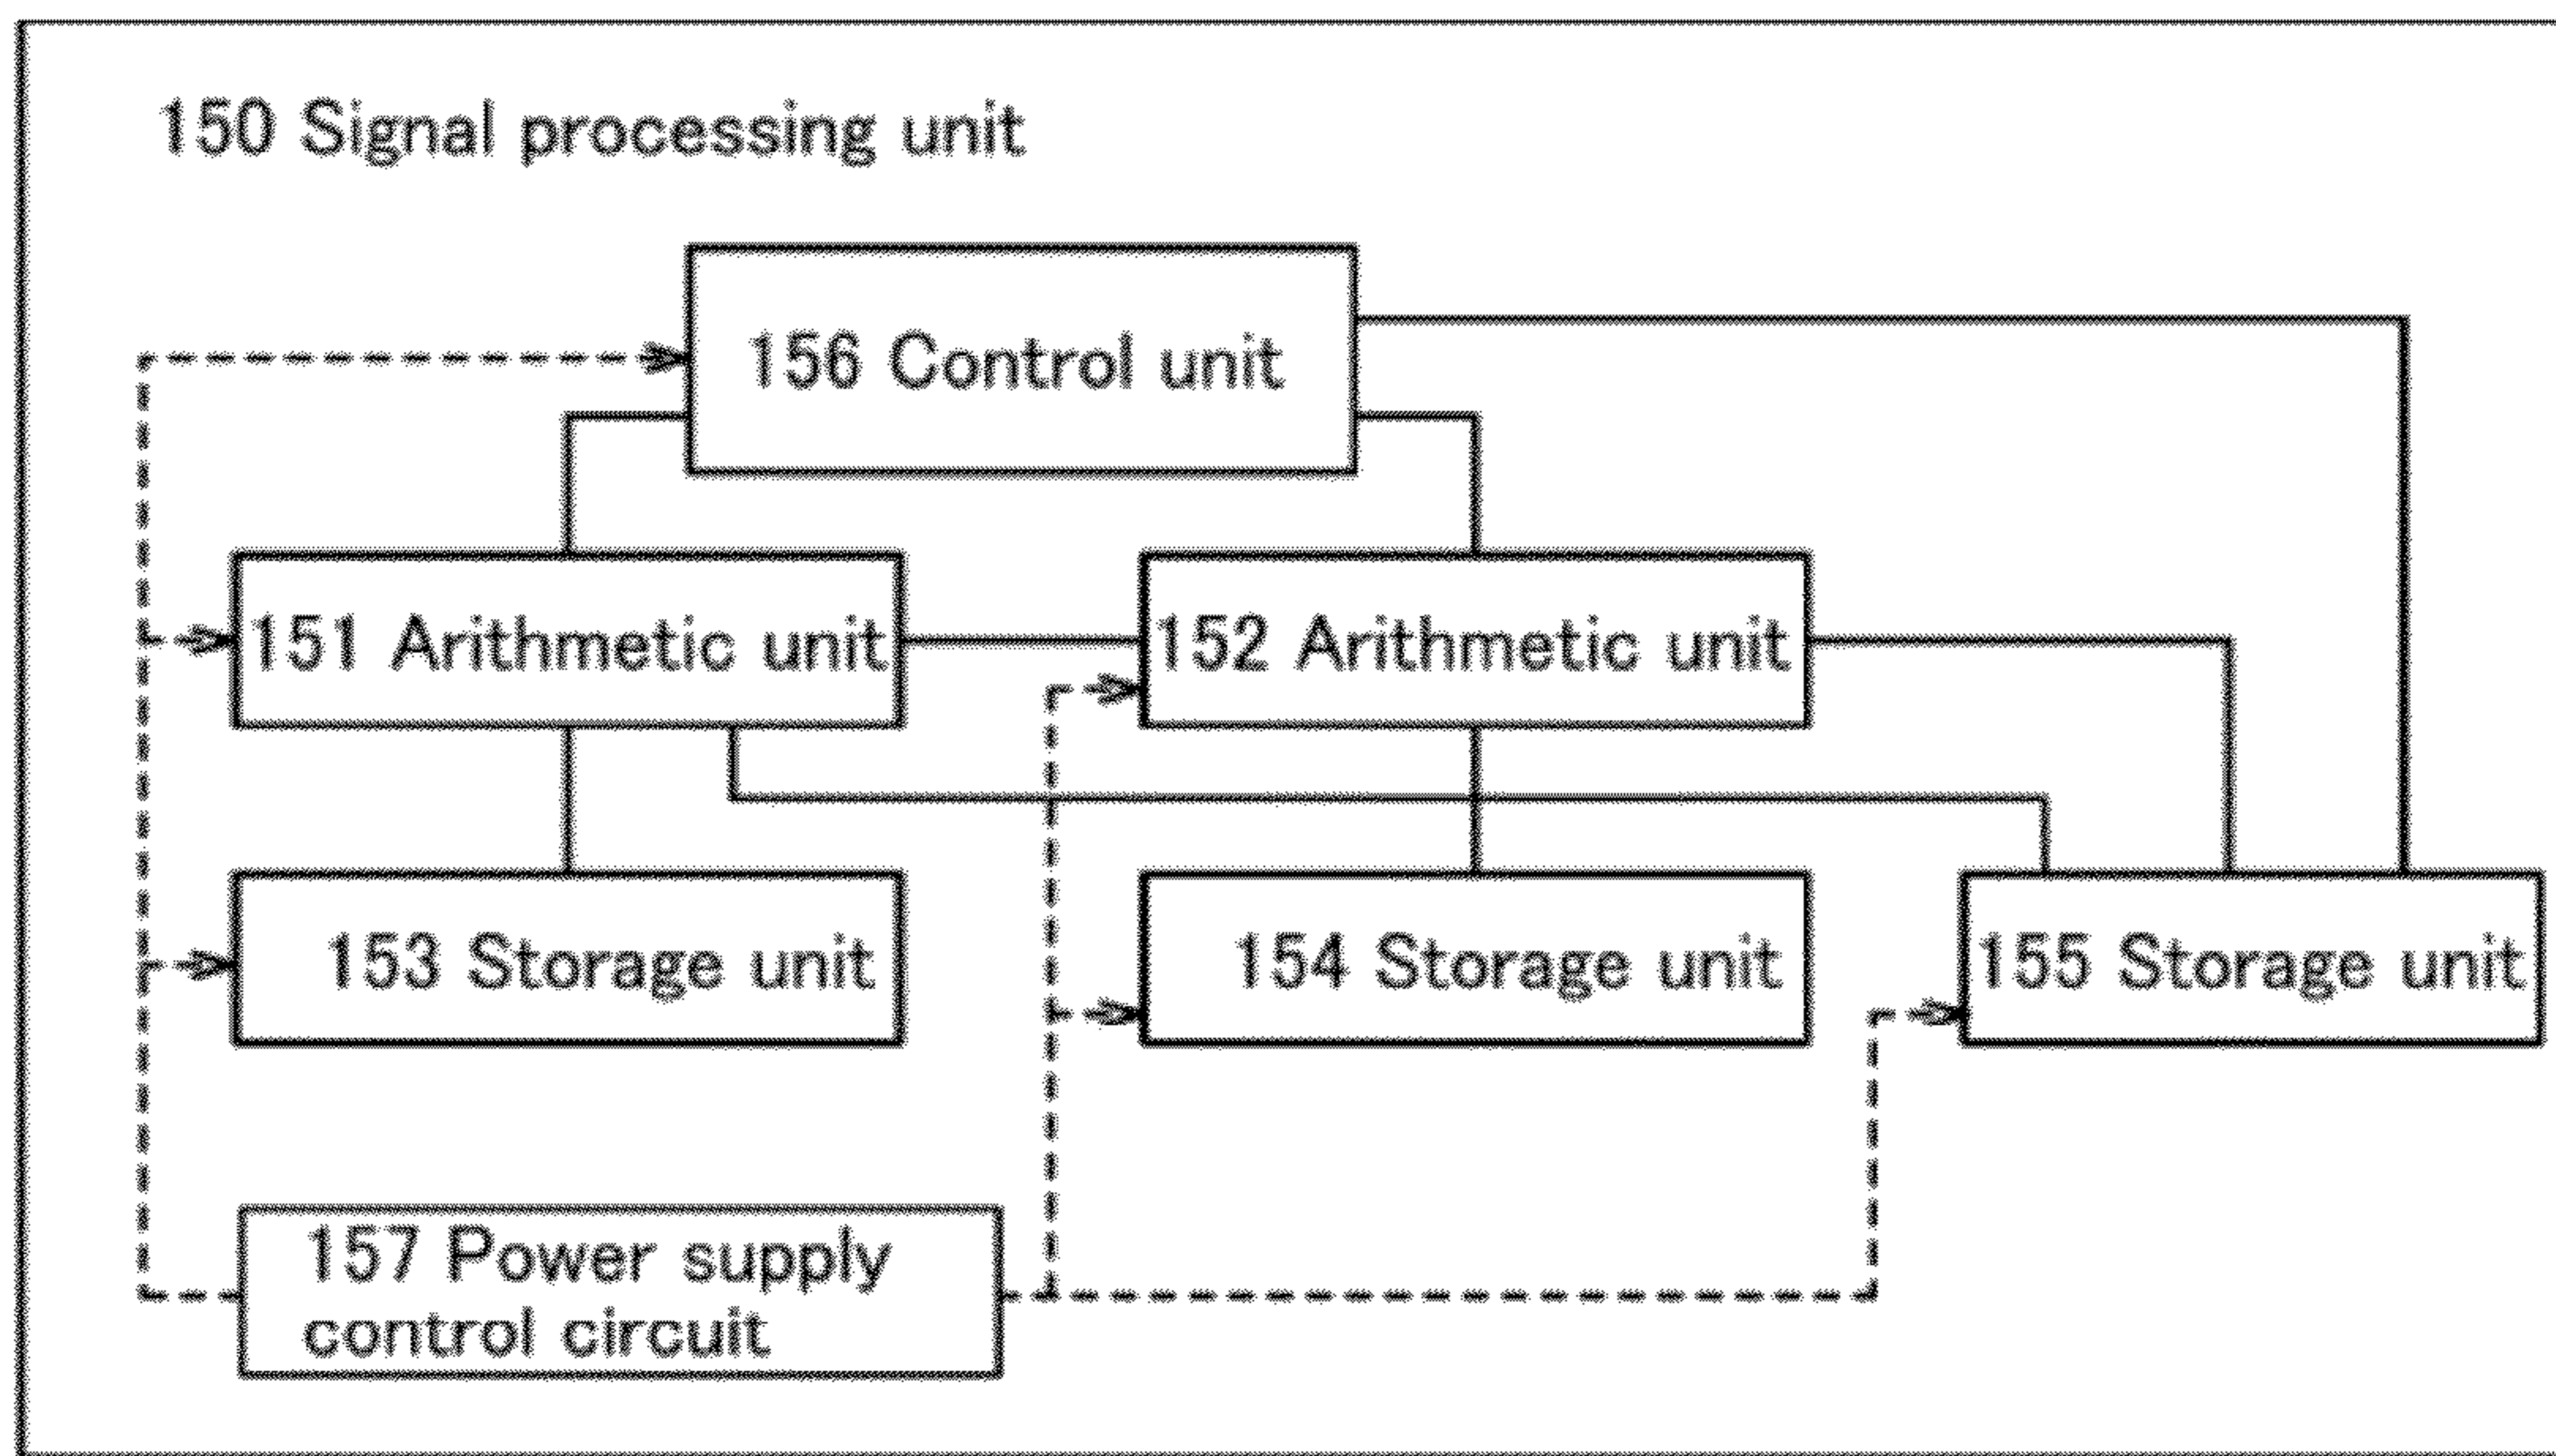 150 Signal processing unit
156 Control unit
151 Arithmetic unit
152 Arithmetic unit
153 Storage unit
154 Storage unit
155 Storage unit
157 Power supply
control circuit